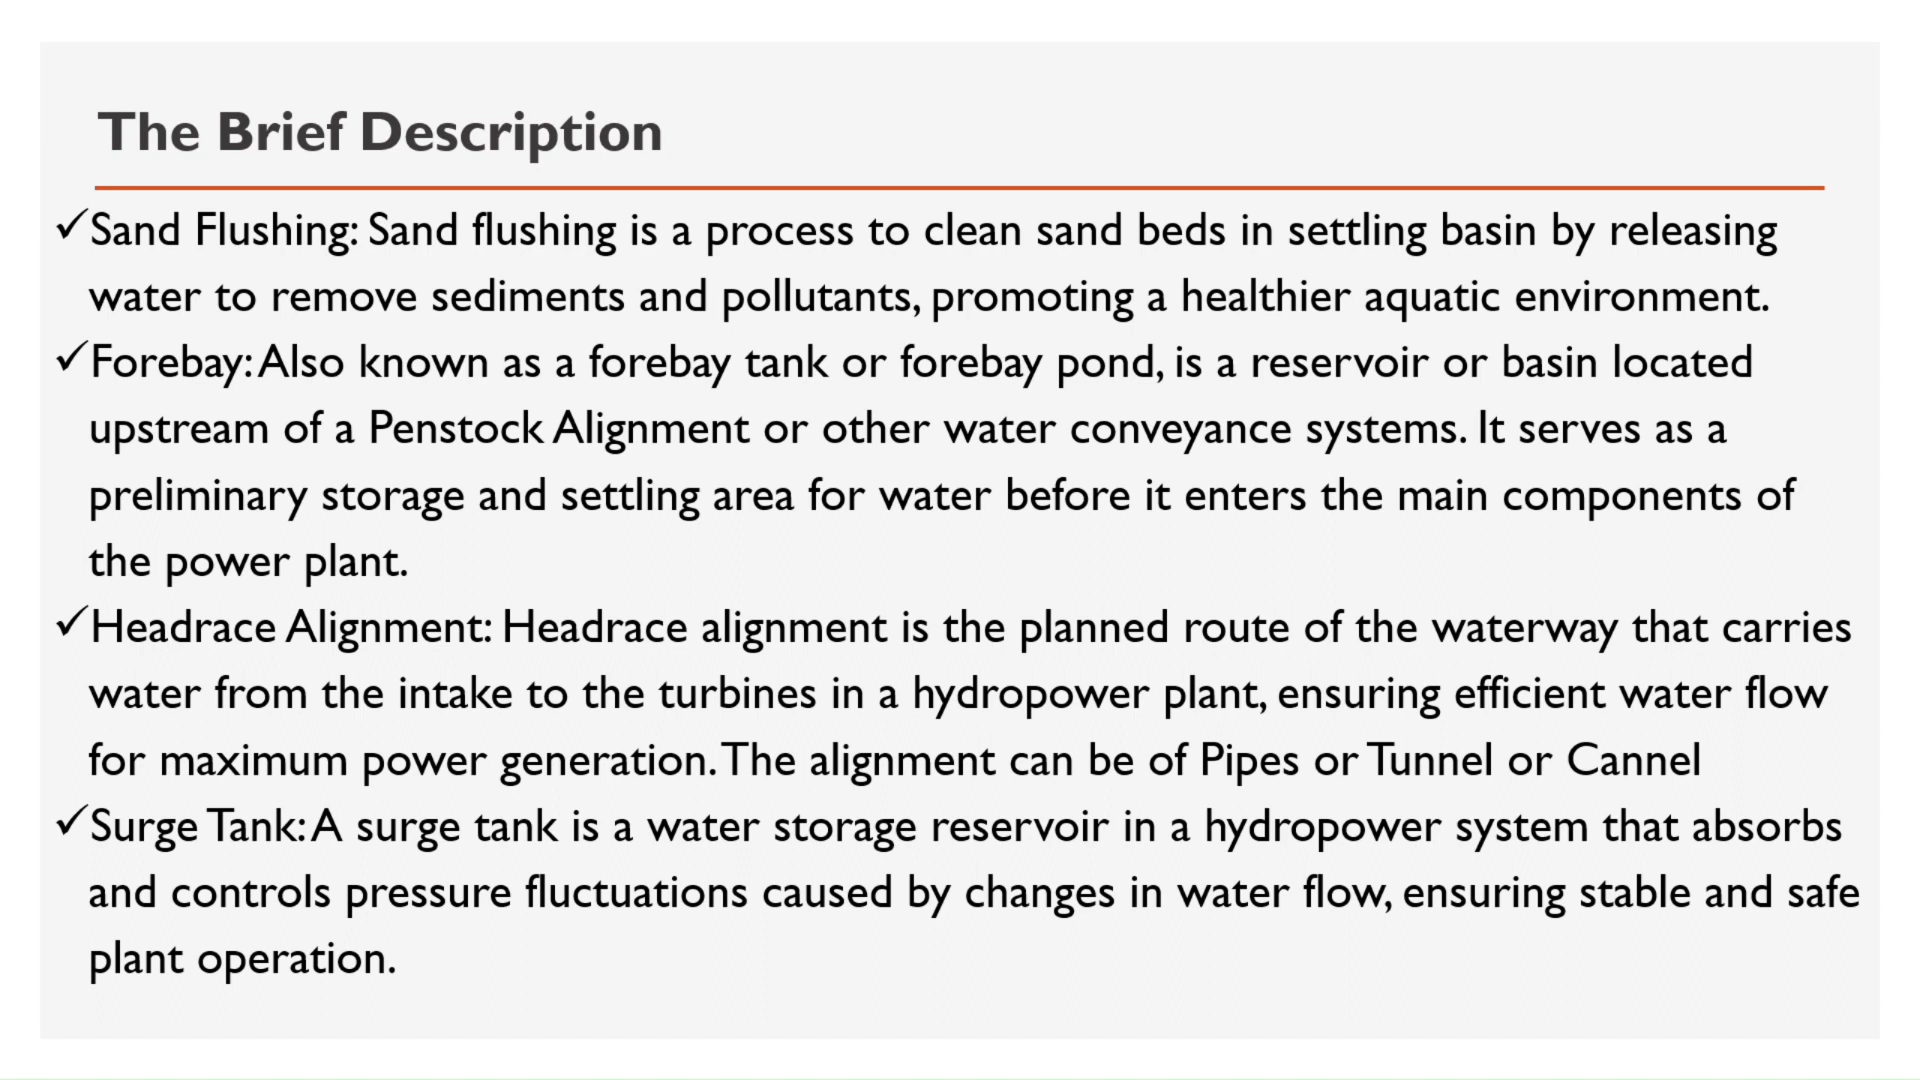 The Brief Description
✓Sand Flushing: Sand flushing is a process to clean sand beds in settling basin by releasing
water to remove sediments and pollutants, promoting a healthier aquatic environment.
✓Forebay: Also known as a forebay tank or forebay pond, is a reservoir or basin located
upstream of a Penstock Alignment or other water conveyance systems. It serves as a
preliminary storage and settling area for water before it enters the main components of
the power plant.
✓Headrace Alignment: Headrace alignment is the planned route of the waterway that carries
water from the intake to the turbines in a hydropower plant, ensuring efficient water flow
for maximum power generation. The alignment can be of Pipes or Tunnel or Cannel
✓Surge Tank: A surge tank is a water storage reservoir in a hydropower system that absorbs
and controls pressure fluctuations caused by changes in water flow, ensuring stable and safe
plant operation.